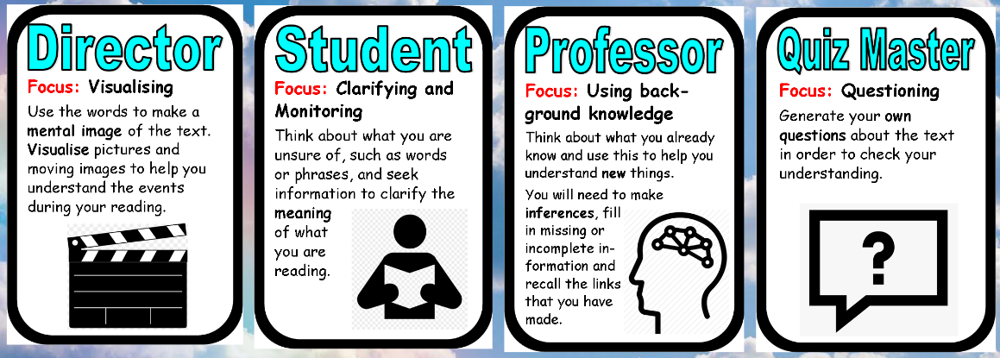 Director
Focus: Visualising
Use the words to make a
mental image of the text.
Visualise pictures and
moving images to help you
understand the events
during your reading.
Student
Focus: Clarifying and
Monitoring
Think about what you are
unsure of, such as words
or phrases, and seek
information to clarify the
meaning
of what
you are
reading.
Professor
Focus: Using back-
ground knowledge
Think about what you already
know and use this to help you
understand new things.
You will need to make
inferences, fill
in missing or
incomplete in-
formation and
recall the links
that you have
made.
Quiz Master
Focus: Questioning
Generate your own
questions about the text
in order to check your
understanding.
?